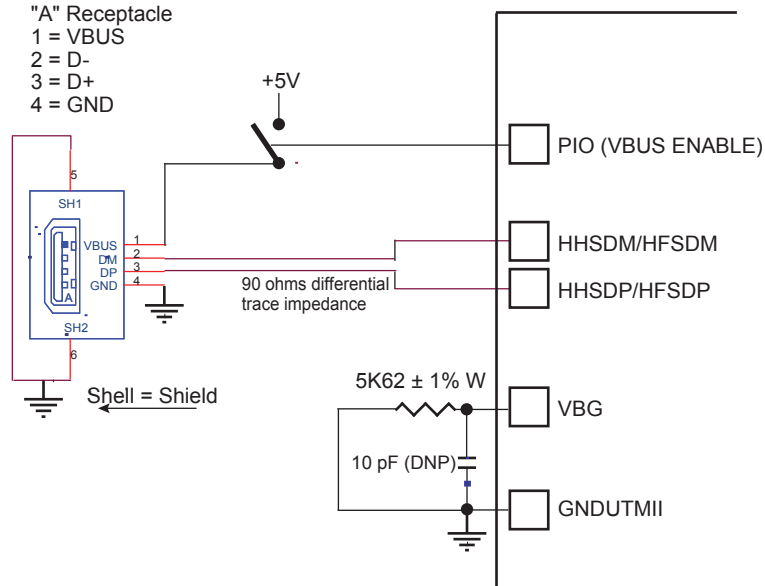 "A" Receptacle
1 = VBUS
2 = D-
3 = D+
4 = GND
+5V
PIO (VBUS ENABLE)
5
SH1
VBUS 1
DM 2
DP 3
GND 4
A
SH2
6
HHSDM/HFSDM
90 ohms differential
trace impedance
HHSDP/HFSDP
Shell = Shield
5K62 ± 1% W
VBG
10 pF (DNP)
GNDUTMII